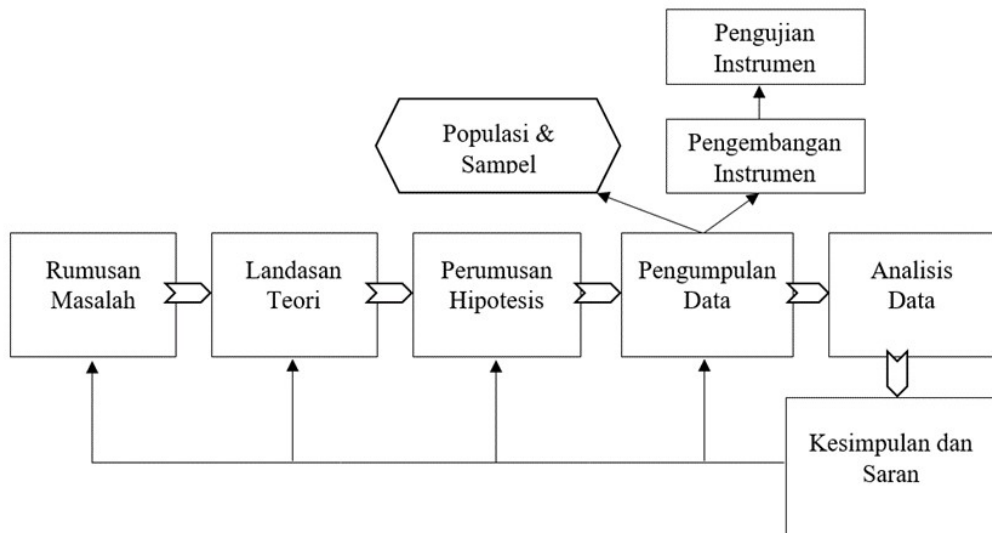 Pengujian
Instrumen
Populasi &
Sampel
Pengembangan
Instrumen
Rumusan
Masalah
Landasan
Teori
Perumusan
Hipotesis
Pengumpulan
Data
Analisis
Data
Kesimpulan dan
Saran